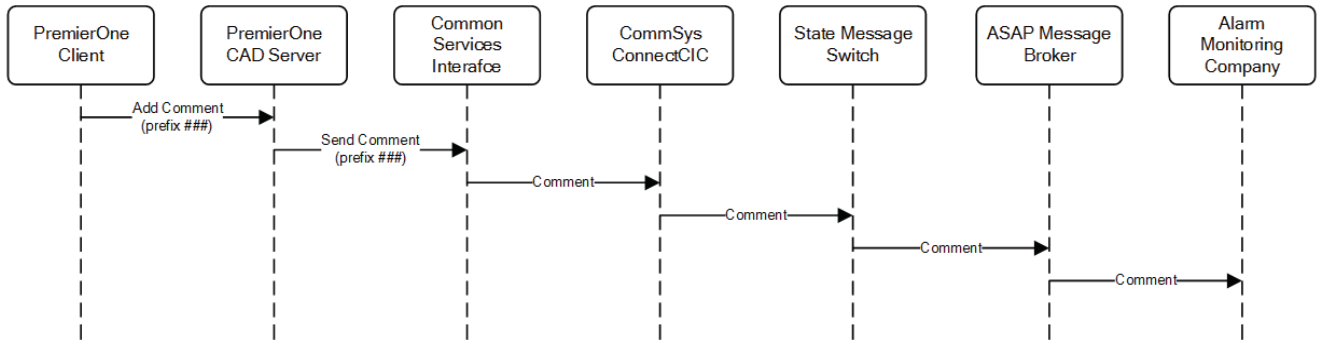 PremierOne
Client
PremierOne
CAD Server
Common
Services
Interafce
CommSys
ConnectCIC
State Message
Switch
ASAP Message
Broker
Alarm
Monitoring
Company
Add Comment
(prefix ###)
Send Comment
(prefix ###)
Comment
Comment
Comment
Comment